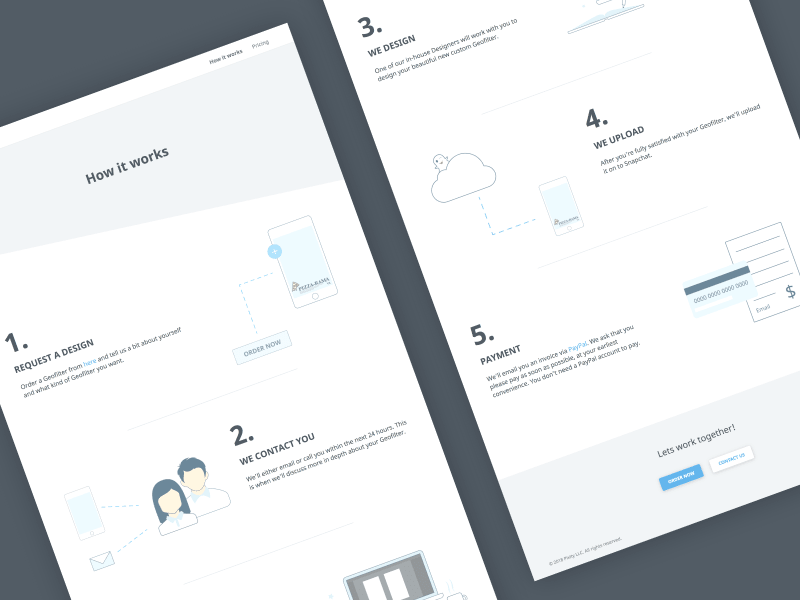 How it works
Pricing
How it works
PIZZA-RAMA
ORDER NOW
1.
REQUEST A DESIGN
Order a Geofilter from here and tell us a bit about yourself
and what kind of Geofilter you want.
2.
WE CONTACT YOU
We'll either email or call you within the next 24 hours. This
is when we'll discuss more in depth about your Geofilter.
3.
WE DESIGN
One of our in-house Designers will work with you to
design your beautiful new custom Geofilter.
4.
WE UPLOAD
After you're fully satisfied with your Geofilter, we'll upload
it on to Snapchat.
PIZZA-RAMA
0000 0000 0000 0000
Email
$
5.
PAYMENT
We'll email you an invoice via PayPal. We ask that you
please pay as soon as possible, at your earliest
convenience. You don't need a PayPal account to pay.
Lets work together!
ORDER NOW
CONTACT US
All rights reserved.